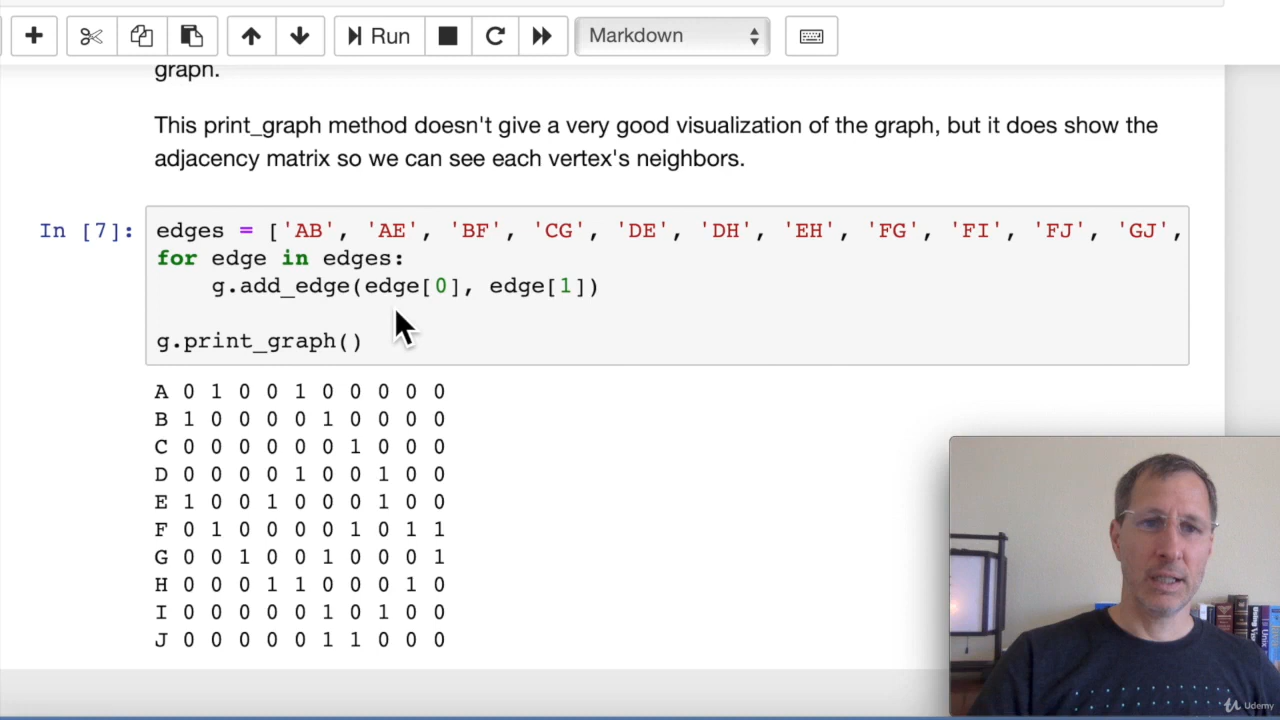 Run
Markdown
graph.
This print_graph method doesn't give a very good visualization of the graph, but it does show the
adjacency matrix so we can see each vertex's neighbors.
In [7]:
edges = ['AB', 'AE', 'BF', 'CG', 'DE', 'DH', 'EH', 'FG', 'FI', 'FJ', 'GJ',
for edge in edges:
g.add_edge(edge[0], edge[1])
g.print_graph()
A 0 1 0 0 1 0 0 0 0 0
B 1 0 0 0 0 1 0 0 0 0
C 0 0 0 0 0 0 1 0 0 0
D 0 0 0 0 1 0 0 1 0 0
E 1 0 0 1 0 0 0 1 0 0
F 0 1 0 0 0 0 1 0 1 1
G 0 0 1 0 0 1 0 0 0 1
H 0 0 0 1 1 0 0 0 1 0
I 0 0 0 0 0 1 0 1 0 0
J 0 0 0 0 0 1 1 0 0 0
Udemy